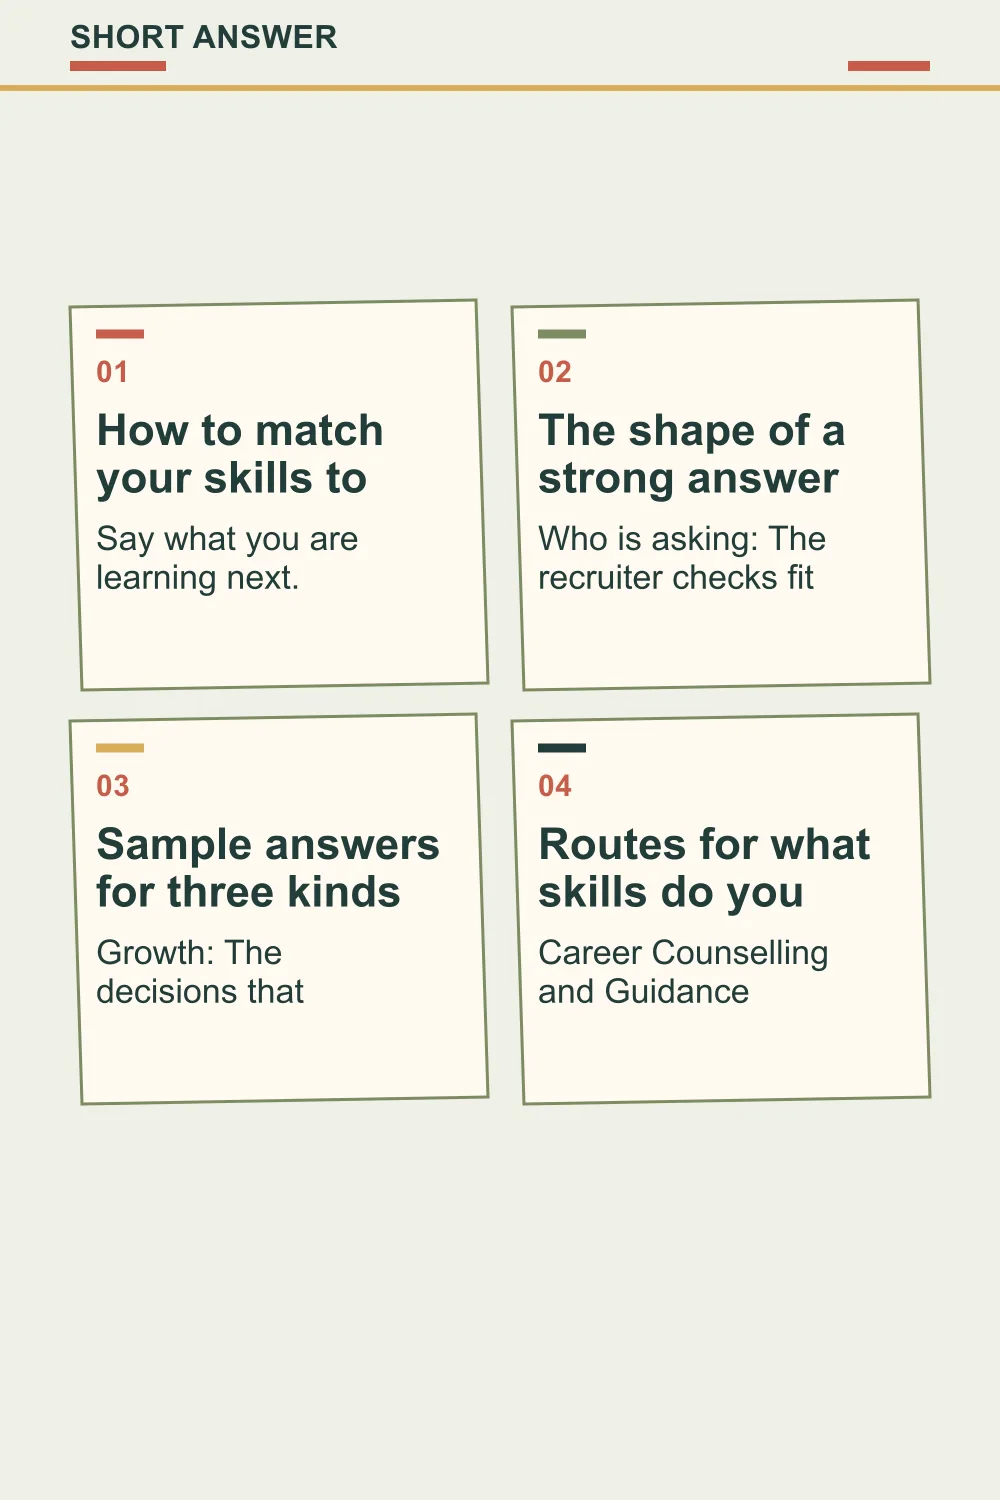 SHORT ANSWER
01
How to match
your skills to
Say what you are
learning next.
02
The shape of a
strong answer
Who is asking: The
recruiter checks fit
03
Sample answers
for three kinds
Growth: The
decisions that
04
Routes for what
skills do you
Career Counselling
and Guidance